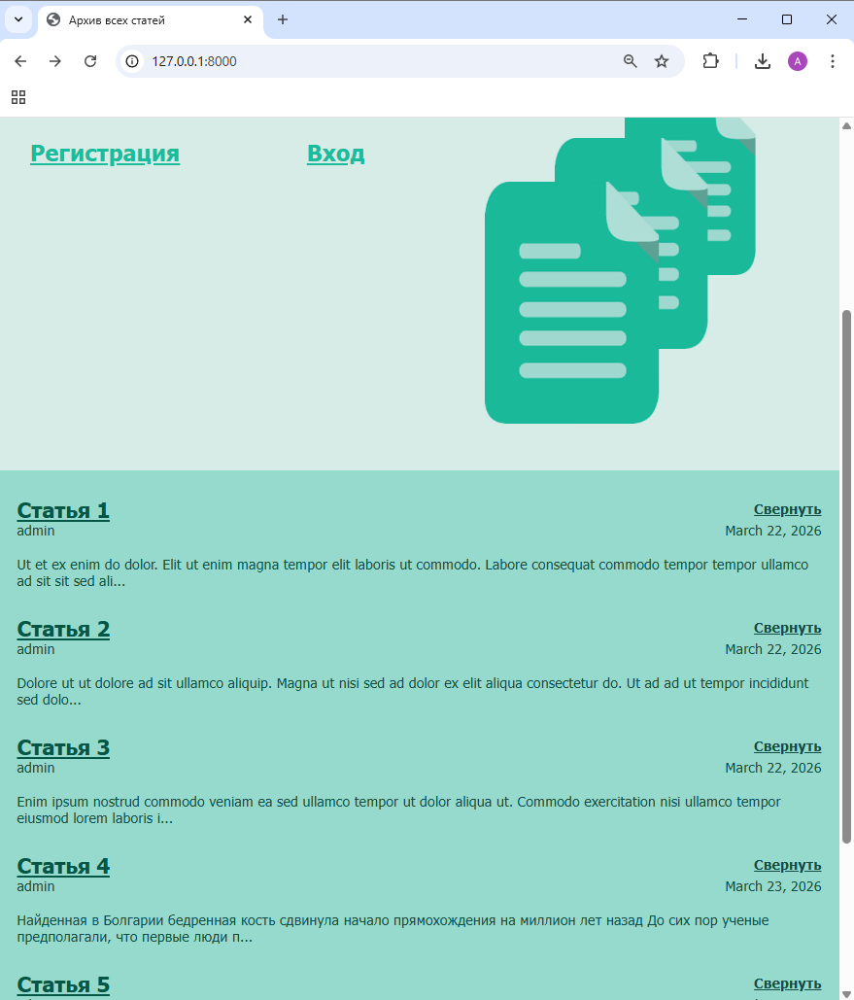 Архив всех статей
127.0.0.1:8000
A
Регистрация Вход
Статья 1 Свернуть
admin March 22, 2026
Ut et ex enim do dolor. Elit ut enim magna tempor elit laboris ut commodo. Labore consequat commodo tempor tempor ullamco
ad sit sit sed ali...
Статья 2 Свернуть
admin March 22, 2026
Dolore ut ut dolore ad sit ullamco aliquip. Magna ut nisi sed ad dolor ex elit aliqua consectetur do. Ut ad ad ut tempor incididunt
sed dolo...
Статья 3 Свернуть
admin March 22, 2026
Enim ipsum nostrud commodo veniam ea sed ullamco tempor ut dolor aliqua ut. Commodo exercitation nisi ullamco tempor
eiusmod lorem laboris i...
Статья 4 Свернуть
admin March 23, 2026
Найденная в Болгарии бедренная кость сдвинула начало прямохождения на миллион лет назад До сих пор ученые
предполагали, что первые люди п...
Статья 5 Свернуть